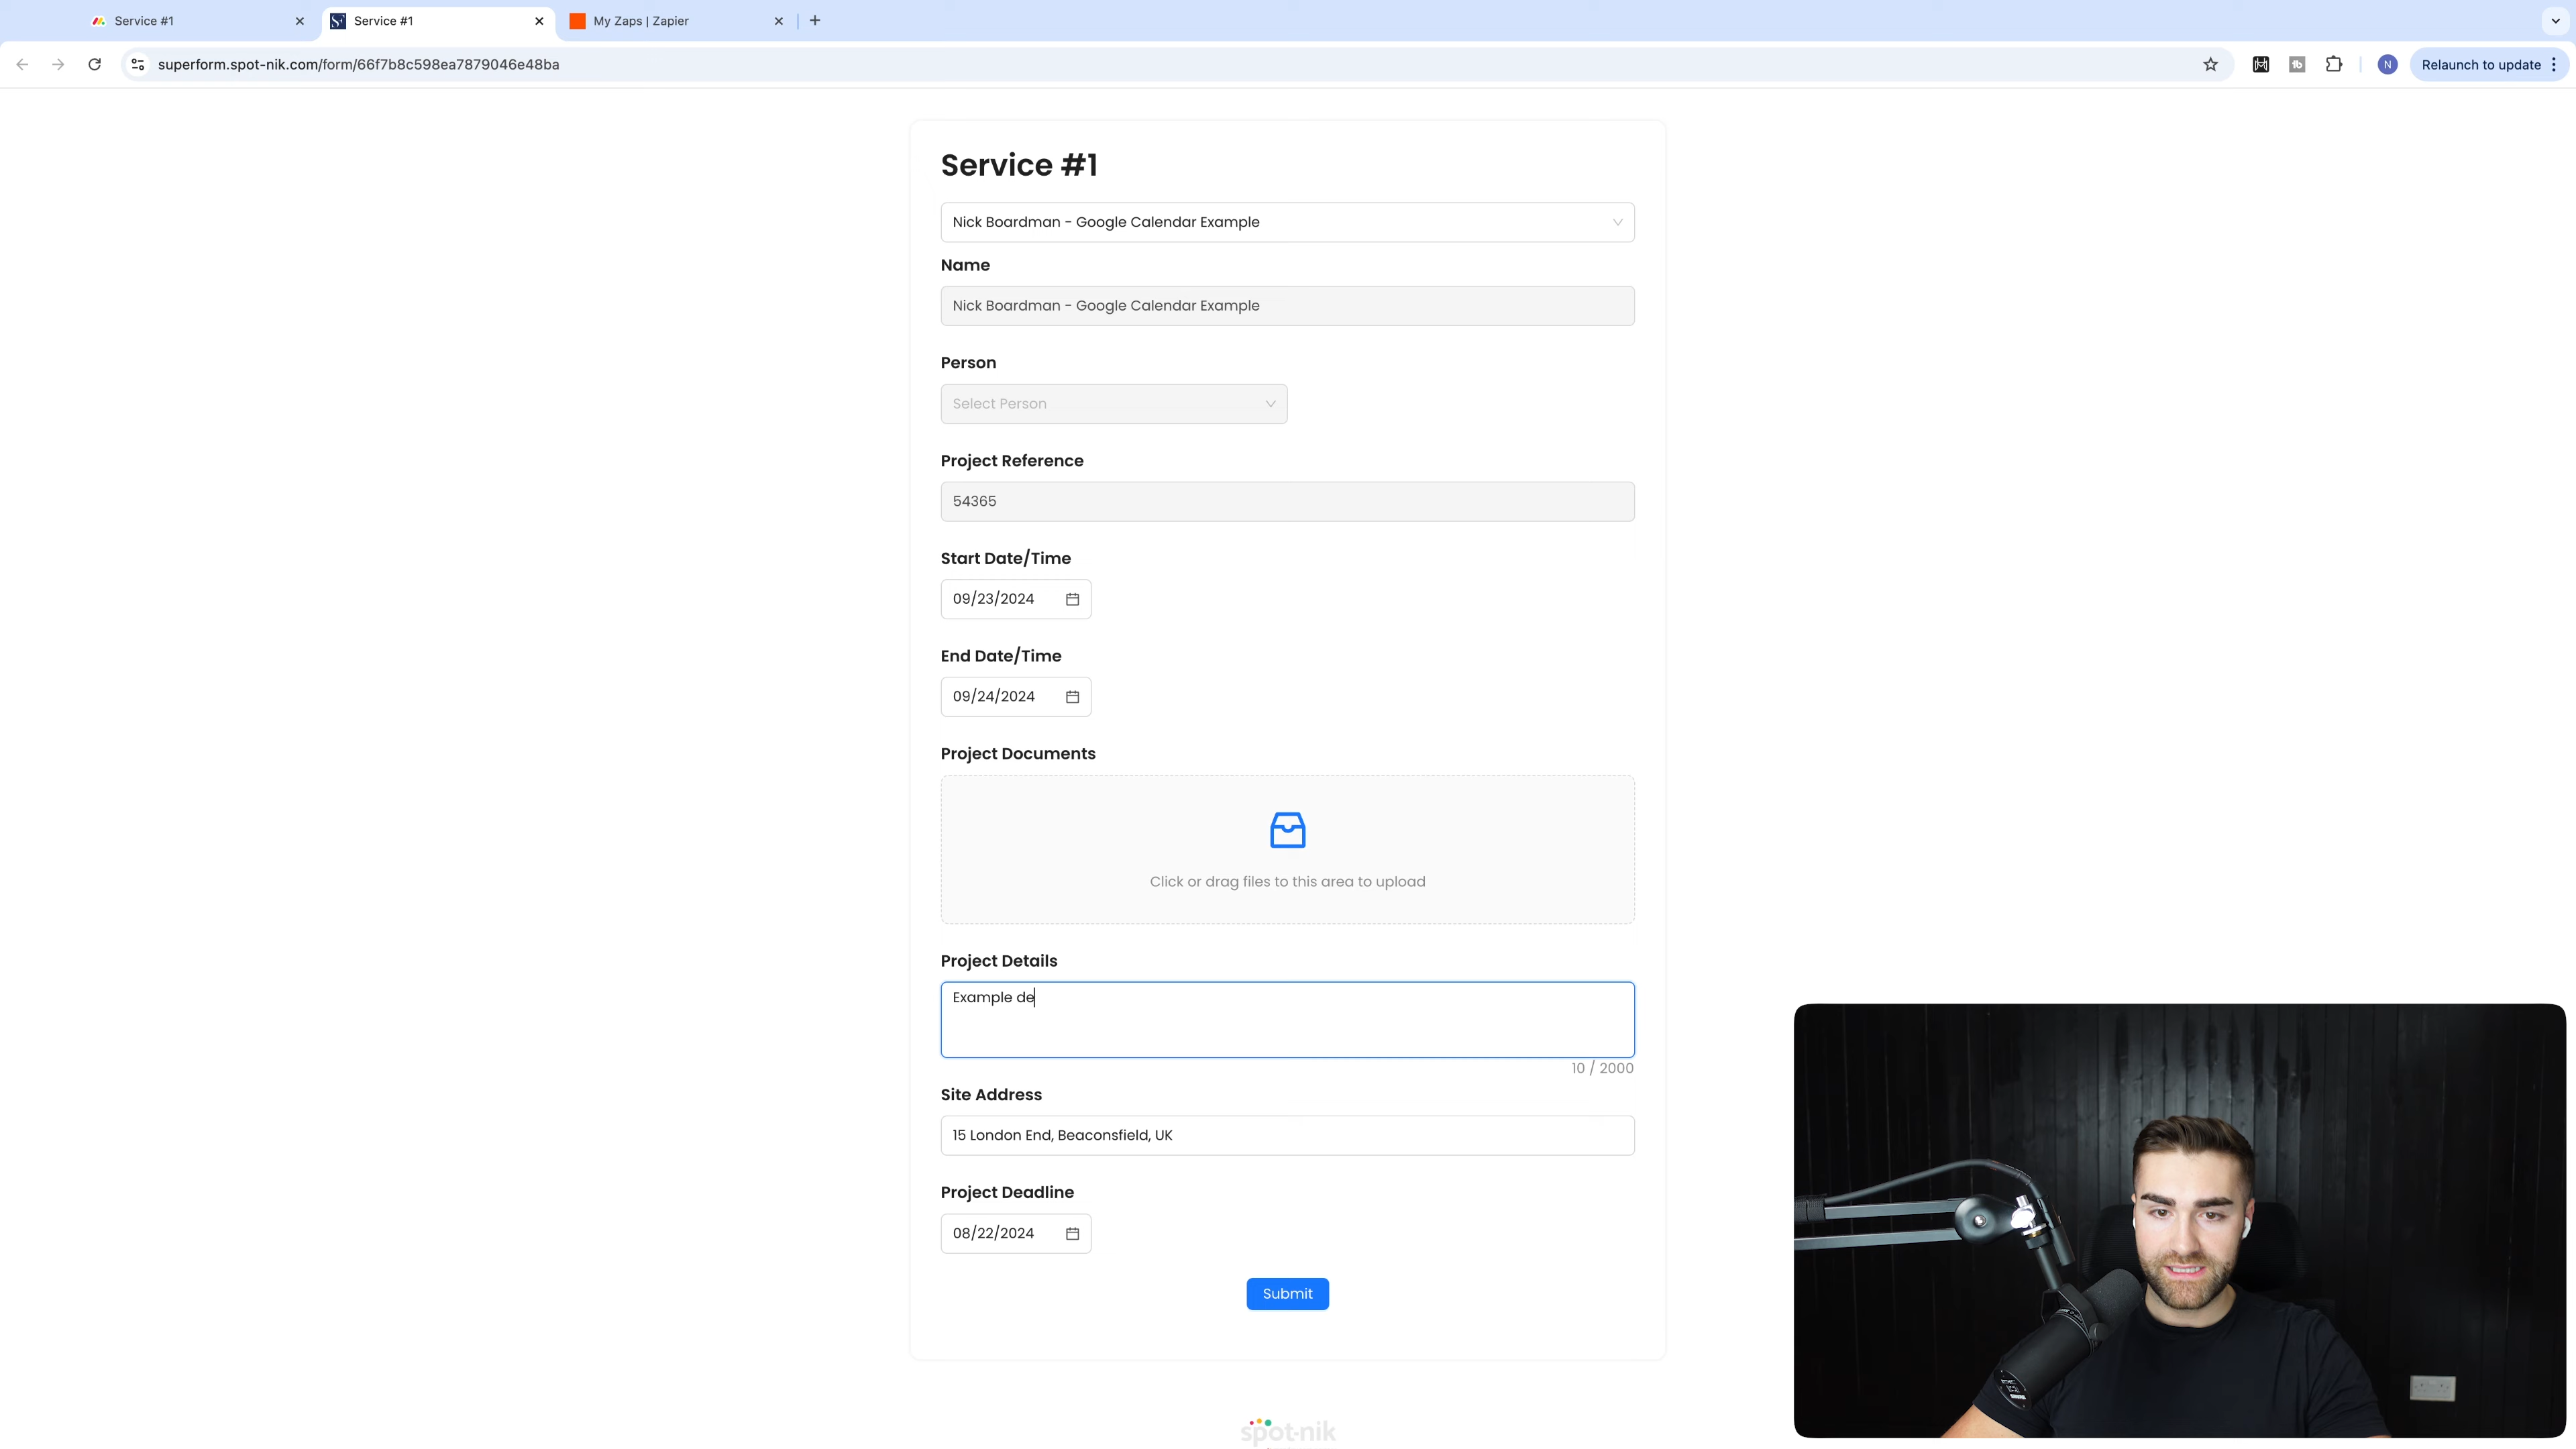 Service #1
Service #1
My Zaps | Zapier
superform.spot-nik.com/form/66f7b8c598ea7879046e48ba
N
Relaunch to update
Service #1
Nick Boardman - Google Calendar Example
Name
Nick Boardman - Google Calendar Example
Person
Select Person
Project Reference
54365
Start Date/Time
09/23/2024
End Date/Time
09/24/2024
Project Documents
Click or drag files to this area to upload
Project Details
Example de
10 / 2000
Site Address
15 London End, Beaconsfield, UK
Project Deadline
08/22/2024
Submit
spot-nik